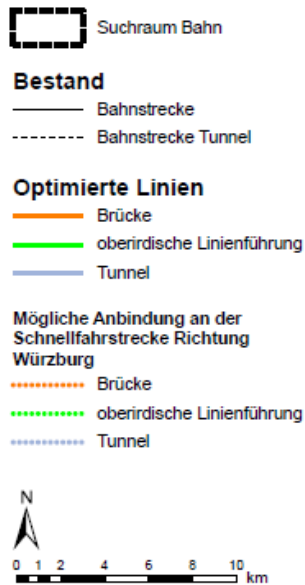 Suchraum Bahn
Bestand
Bahnstrecke
Bahnstrecke Tunnel
Optimierte Linien
Brücke
oberirdische Linienführung
Tunnel
Mögliche Anbindung an der
Schnellfahrstrecke Richtung
Würzburg
Brücke
oberirdische Linienführung
Tunnel
N
0 1 2 4 6 8 10
km